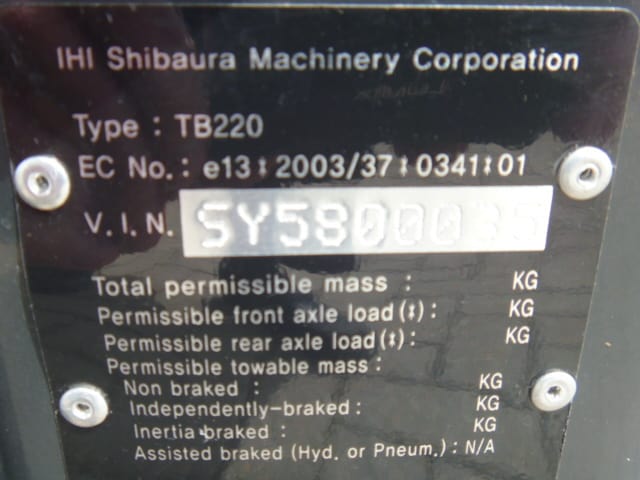 IHI Shibaura Machinery Corporation
Type : TB220
EC No. : e13*2003/37*0341*01
V. I. N. SY5800035
Total permissible mass : KG
Permissible front axle load(*) : KG
Permissible rear axle load(*) : KG
Permissible towable mass :
Non braked : KG
Independently-braked : KG
Inertia braked : KG
Assisted braked (Hyd. or Pneum.) : N/A